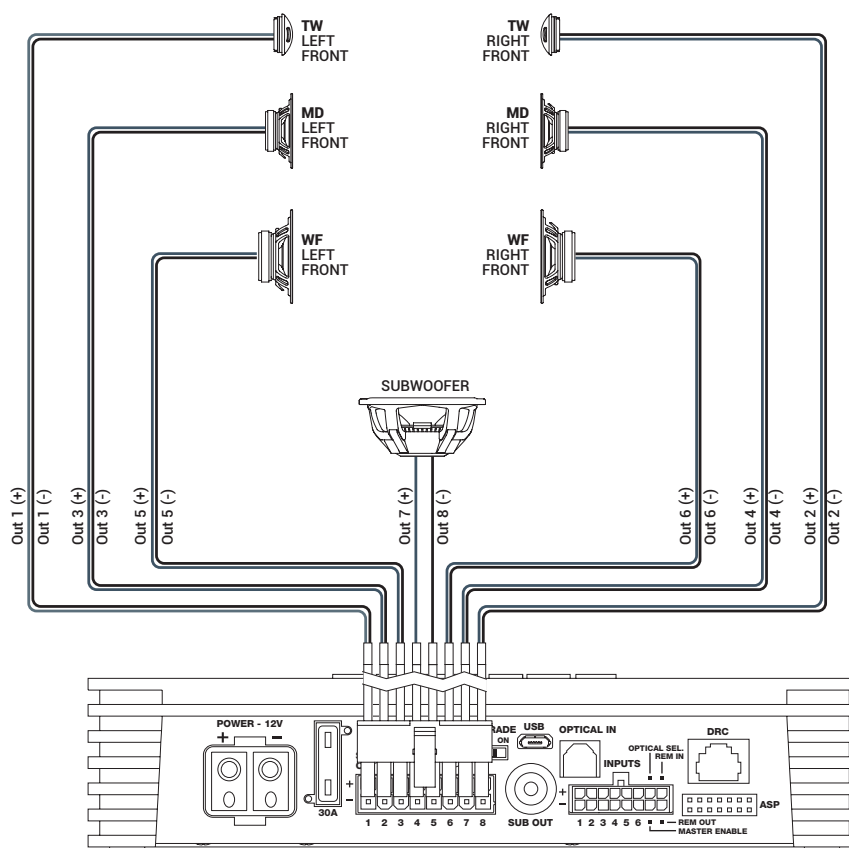 TW
LEFT
FRONT
TW
RIGHT
FRONT
MD
LEFT
FRONT
MD
RIGHT
FRONT
WF
LEFT
FRONT
WF
RIGHT
FRONT
SUBWOOFER
Out 1 (+)
Out 1 (-)
Out 3 (+)
Out 3 (-)
Out 5 (+)
Out 5 (-)
Out 7 (+)
Out 8 (-)
Out 6 (+)
Out 6 (-)
Out 4 (+)
Out 4 (-)
Out 2 (+)
Out 2 (-)
POWER - 12V
+ -
30A
+
-
1 2 3 4 5 6 7 8
RADE
ON
USB
SUB OUT
OPTICAL IN
OPTICAL SEL.
REM IN
INPUTS
+
-
1 2 3 4 5 6
REM OUT
MASTER ENABLE
DRC
ASP